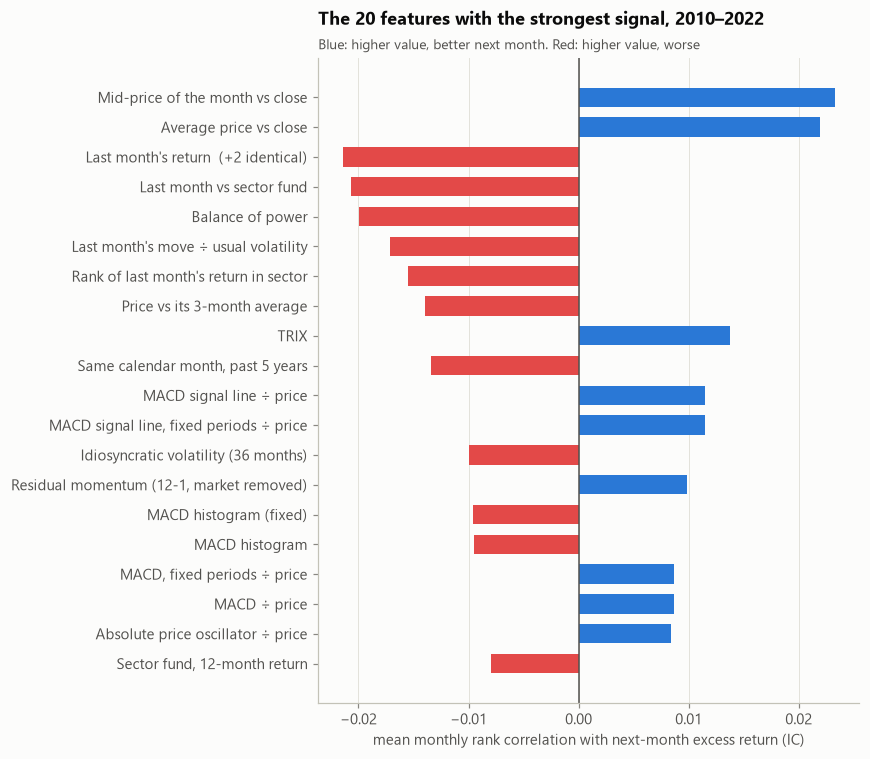 The 20 features with the strongest signal, 2010–2022
Blue: higher value, better next month. Red: higher value, worse
Mid-price of the month vs close
Average price vs close
Last month's return (+2 identical)
Last month vs sector fund
Balance of power
Last month's move ÷ usual volatility
Rank of last month's return in sector
Price vs its 3-month average
TRIX
Same calendar month, past 5 years
MACD signal line ÷ price
MACD signal line, fixed periods ÷ price
Idiosyncratic volatility (36 months)
Residual momentum (12-1, market removed)
MACD histogram (fixed)
MACD histogram
MACD, fixed periods ÷ price
MACD ÷ price
Absolute price oscillator ÷ price
Sector fund, 12-month return
−0.02 −0.01 0.00 0.01 0.02
mean monthly rank correlation with next-month excess return (IC)